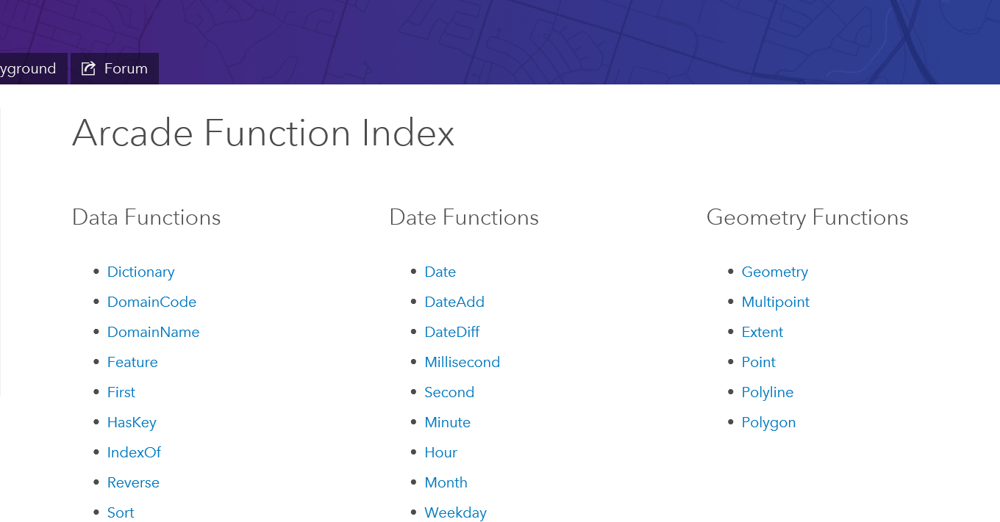 yground
Forum
Arcade Function Index
Data Functions
Dictionary
DomainCode
DomainName
Feature
First
HasKey
IndexOf
Reverse
Sort
Date Functions
Date
DateAdd
DateDiff
Millisecond
Second
Minute
Hour
Month
Weekday
Geometry Functions
Geometry
Multipoint
Extent
Point
Polyline
Polygon